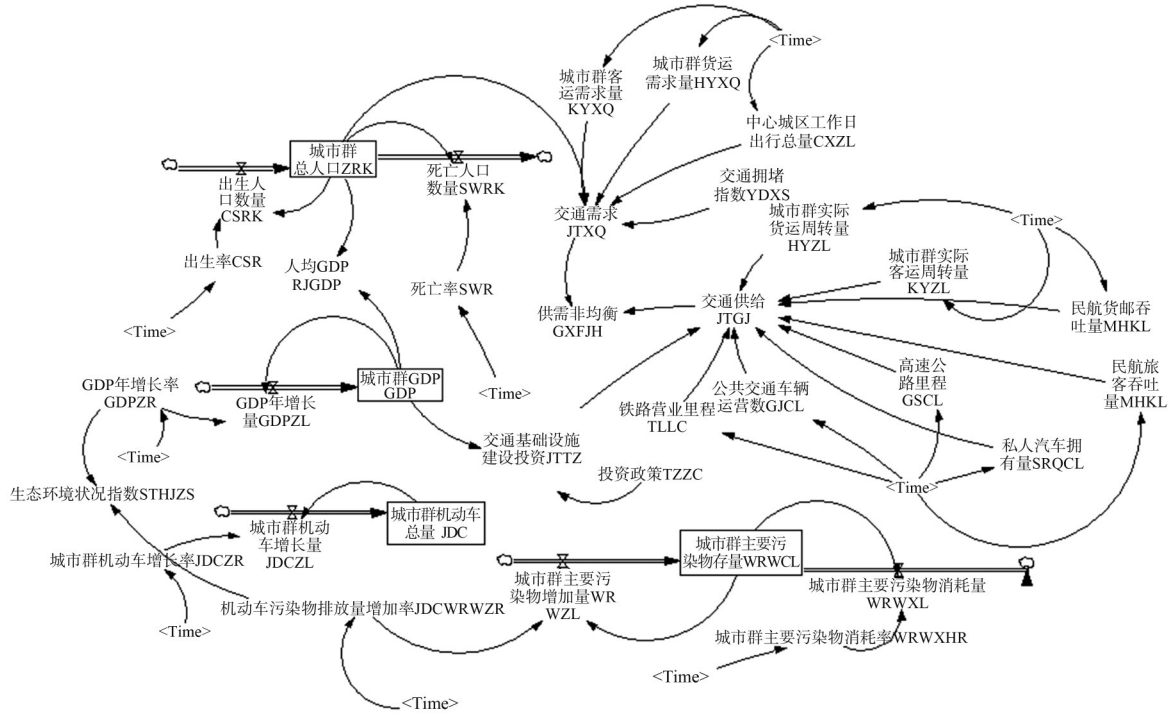 <Time>
城市群客
运需求量
KYXQ
城市群货运
需求量HYXQ
中心城区工作日
出行总量CXZL
城市群
总人口ZRK
出生人
口数量
CSRK
死亡人口
数量SWRK
交通拥堵
指数YDXS
交通需求
JTXQ
城市群实际
货运周转量
HYZL
<Time>
出生率CSR
人均GDP
RJGDP
死亡率SWR
城市群实际
客运周转量
KYZL
供需非均衡
GXFJH
交通供给
JTGJ
民航货邮吞
吐量MHKL
<Time>
GDP年增长率
GDPZR
GDP年增长
量GDPZL
城市群GDP
GDP
<Time>
公共交通车辆
运营数GJCL
高速公
路里程
GSCL
民航旅
客吞吐
量MHKL
铁路营业里程
TLLC
<Time>
交通基础设施
建设投资JTTZ
私人汽车拥
有量SRQCL
投资政策TZZC
<Time>
生态环境状况指数STHJZS
城市群机动
车增长量
JDCZL
城市群机动车
总量 JDC
城市群机动车增长率JDCZR
城市群主要污
染物存量WRWCL
城市群主要污
染物增加量WR
WZL
城市群主要污染物消耗量
WRWXL
机动车污染物排放量增加率JDCWRWZR
<Time>
城市群主要污染物消耗率WRWXHR
<Time>
<Time>